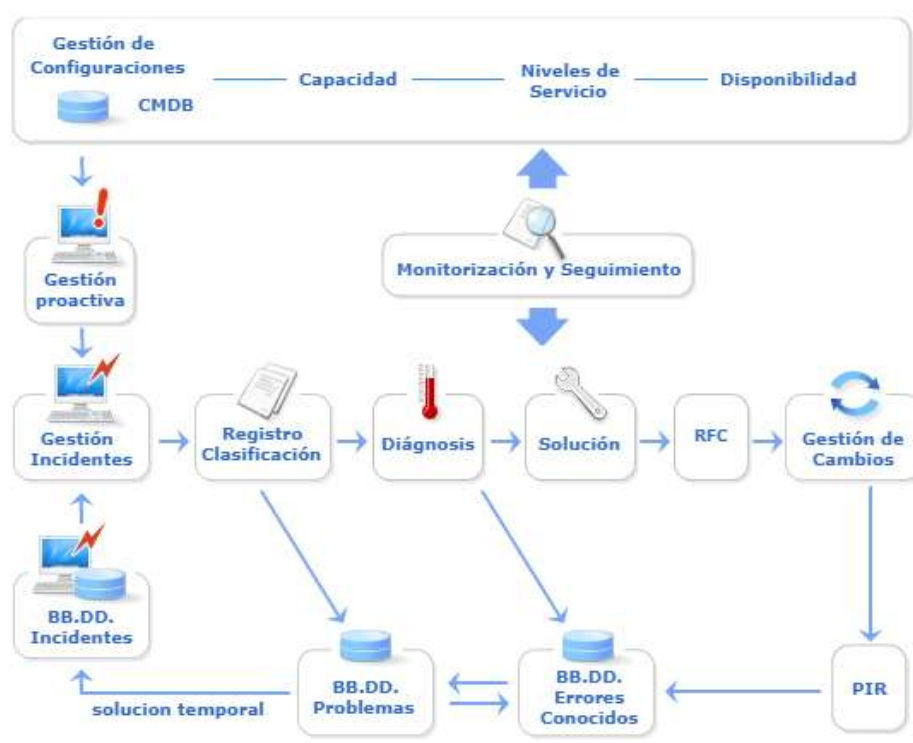 Gestión de
Configuraciones
CMDB
Capacidad
Niveles de
Servicio
Disponibilidad
Gestión
proactiva
Monitorización y Seguimiento
Gestión
Incidentes
Registro
Clasificación
Diágnosis
Solución
RFC
Gestión de
Cambios
BB.DD.
Incidentes
solucion temporal
BB.DD.
Problemas
BB.DD.
Errores
Conocidos
PIR